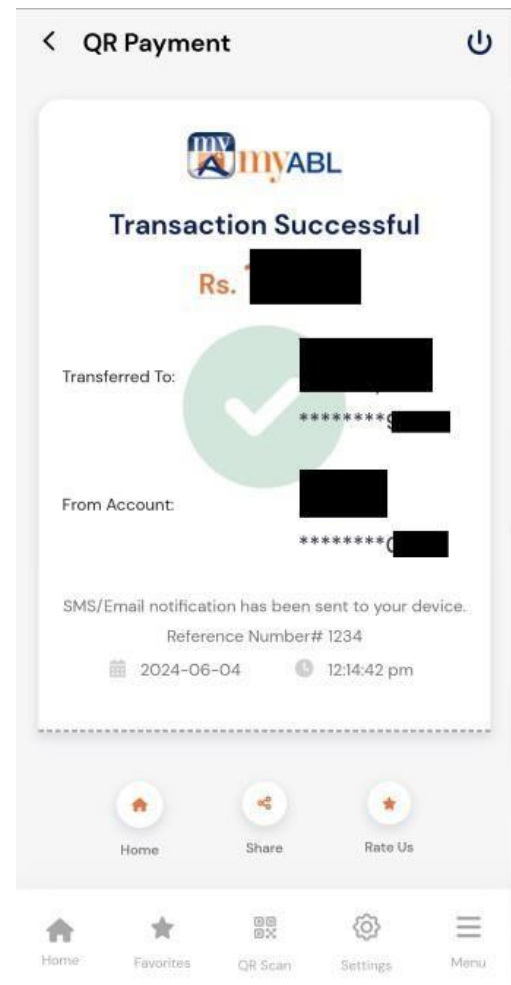 QR Payment
my
A
myABL
Transaction Successful
Rs.
Transferred To:
********
From Account:
********
SMS/Email notification has been sent to your device.
Reference Number# 1234
2024-06-04 12:14:42 pm
Home Share Rate Us
Home Favorites QR Scan Settings Menu